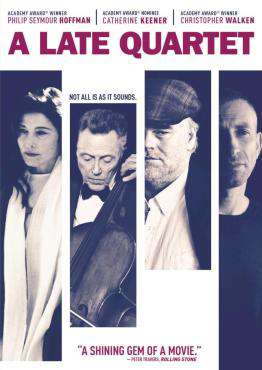 ACADEMY AWARD® WINNER ACADEMY AWARD® NOMINEE ACADEMY AWARD® WINNER
PHILIP SEYMOUR HOFFMAN CATHERINE KEENER CHRISTOPHER WALKEN
A LATE QUARTET
NOT ALL IS AS IT SOUNDS.
"A SHINING GEM OF A MOVIE."
– PETER TRAVERS, ROLLING STONE